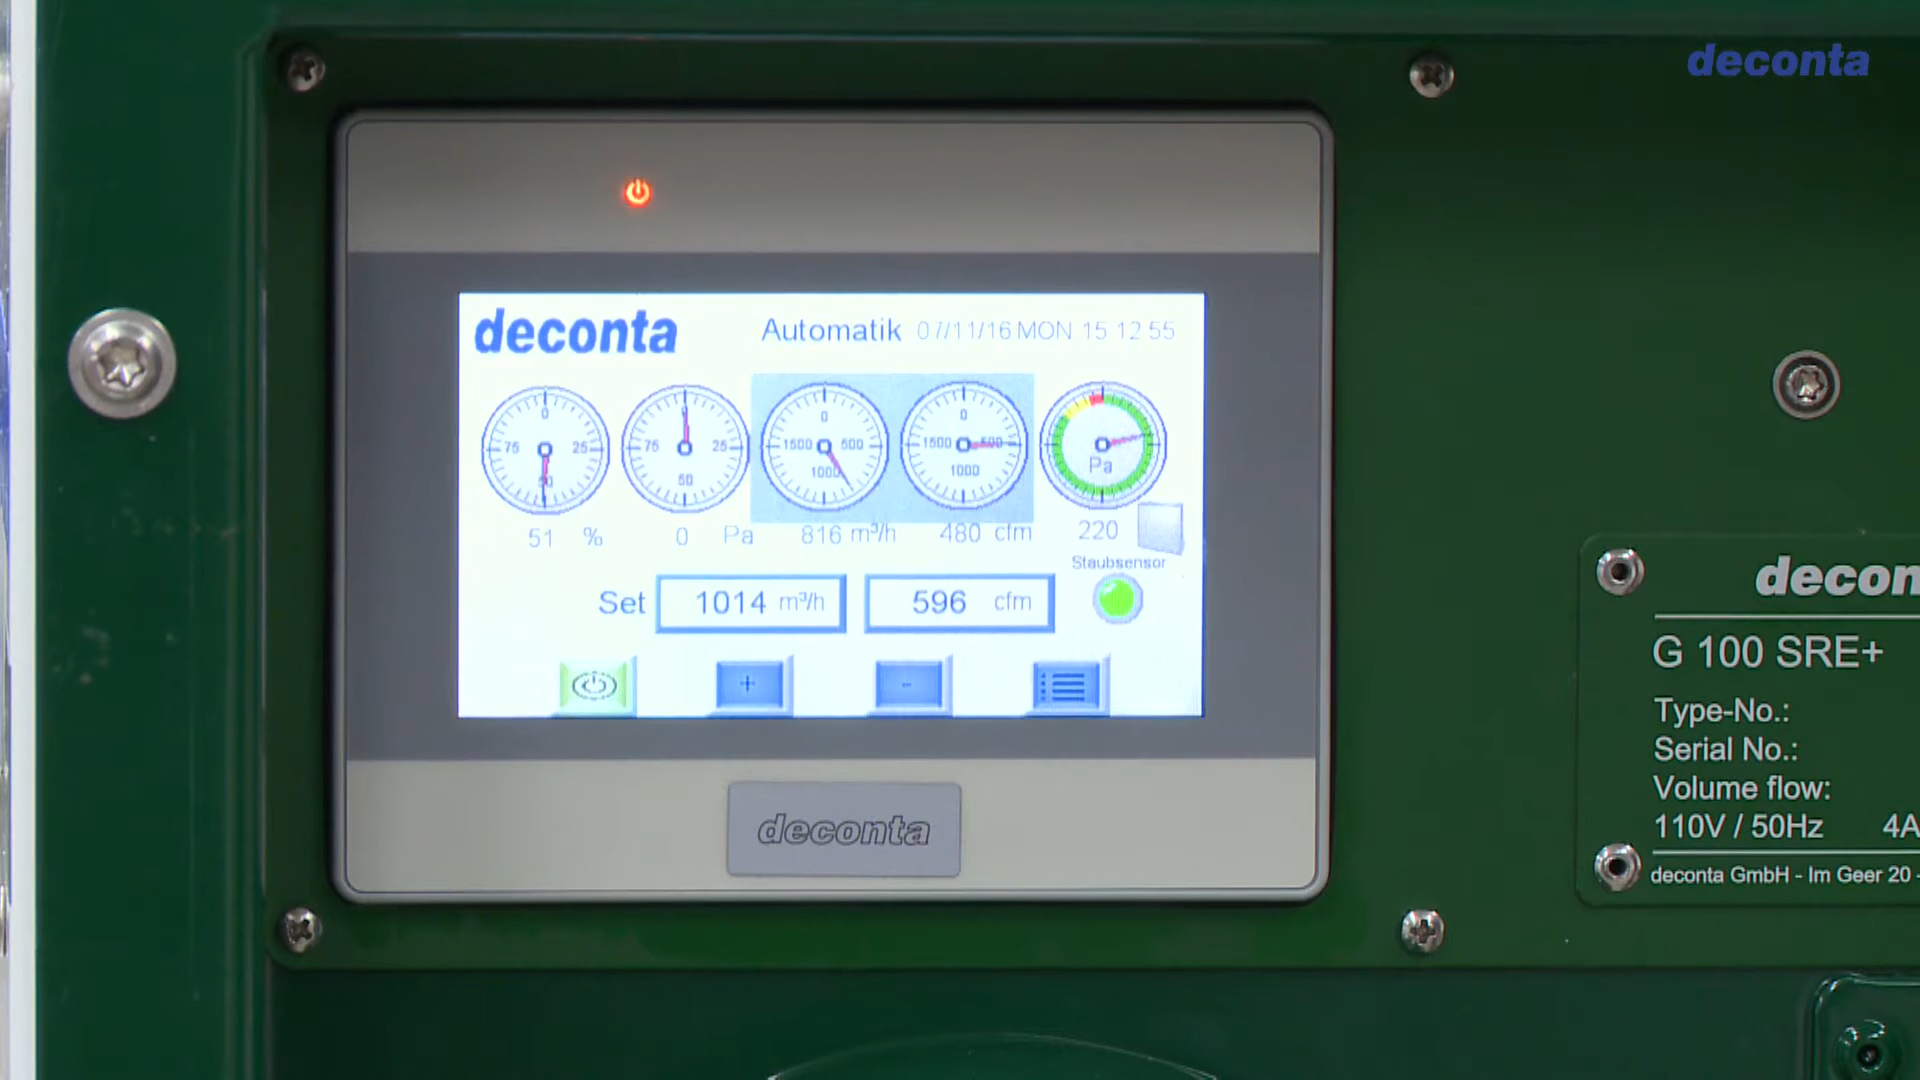 deconta
deconta Automatik 07/11/16 MON 15 12 55
0 25 50 75
0 25 50 75
0 500 1000 1500
0 500 1000 1500
Pa
51 % 0 Pa 816 m³/h 480 cfm 220
Staubsensor
Set 1014 m³/h 596 cfm
+ -
deconta
decon
G 100 SRE+
Type-No.:
Serial No.:
Volume flow:
110V / 50Hz 4A
deconta GmbH - Im Geer 20 -